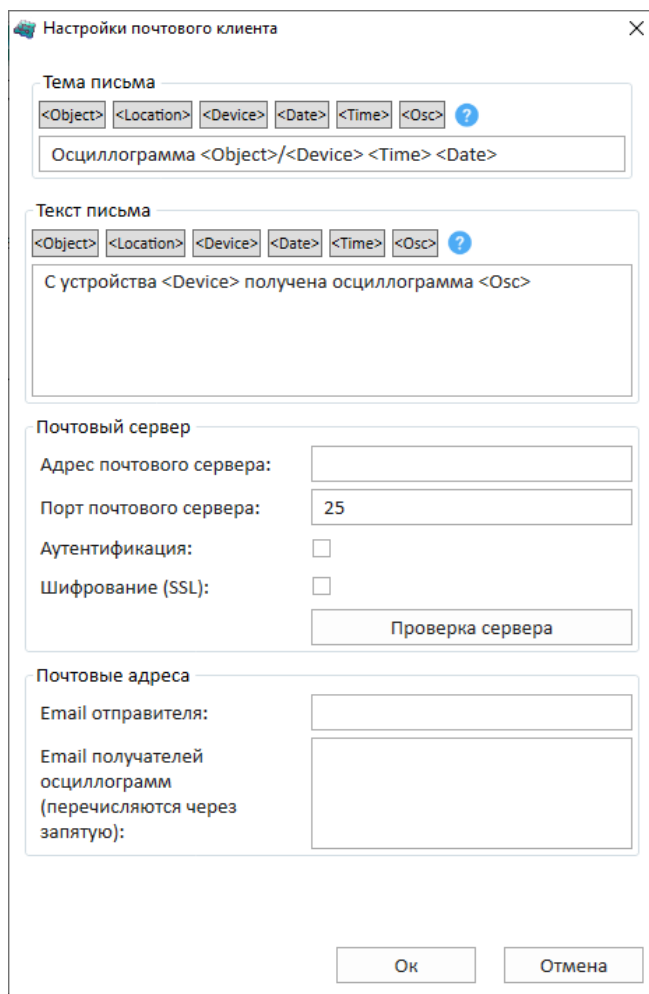 Настройки почтового клиента
Тема письма
<Object> <Location> <Device> <Date> <Time> <Osc> ?
Осциллограмма <Object>/<Device> <Time> <Date>
Текст письма
<Object> <Location> <Device> <Date> <Time> <Osc> ?
С устройства <Device> получена осциллограмма <Osc>
Почтовый сервер
Адрес почтового сервера:
Порт почтового сервера: 25
Аутентификация:
Шифрование (SSL):
Проверка сервера
Почтовые адреса
Email отправителя:
Email получателей
осциллограмм
(перечисляются через
запятую):
Ок Отмена